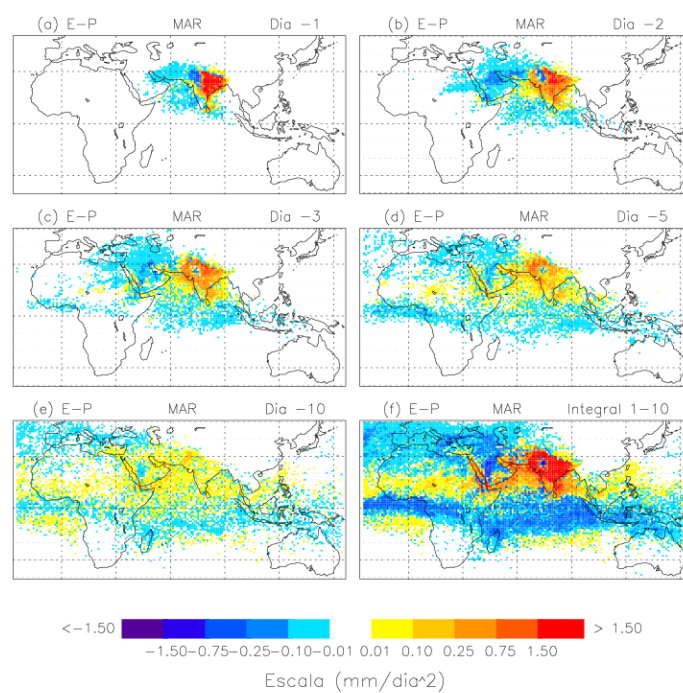 (a) E-P MAR Dia -1
(b) E-P MAR Dia -2
(c) E-P MAR Dia -3
(d) E-P MAR Dia -5
(e) E-P MAR Dia -10
(f) E-P MAR Integral 1-10
<-1.50 > 1.50
-1.50-0.75-0.25-0.10-0.01 0.01 0.10 0.25 0.75 1.50
Escala (mm/dia^2)